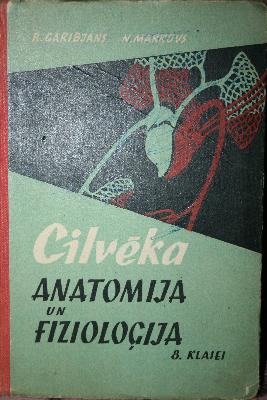 B. GARIBJANS N. MARKOVS
Cilvēka
ANATOMIJA
UN
FIZIOLOĢIJA
8. KLASEI